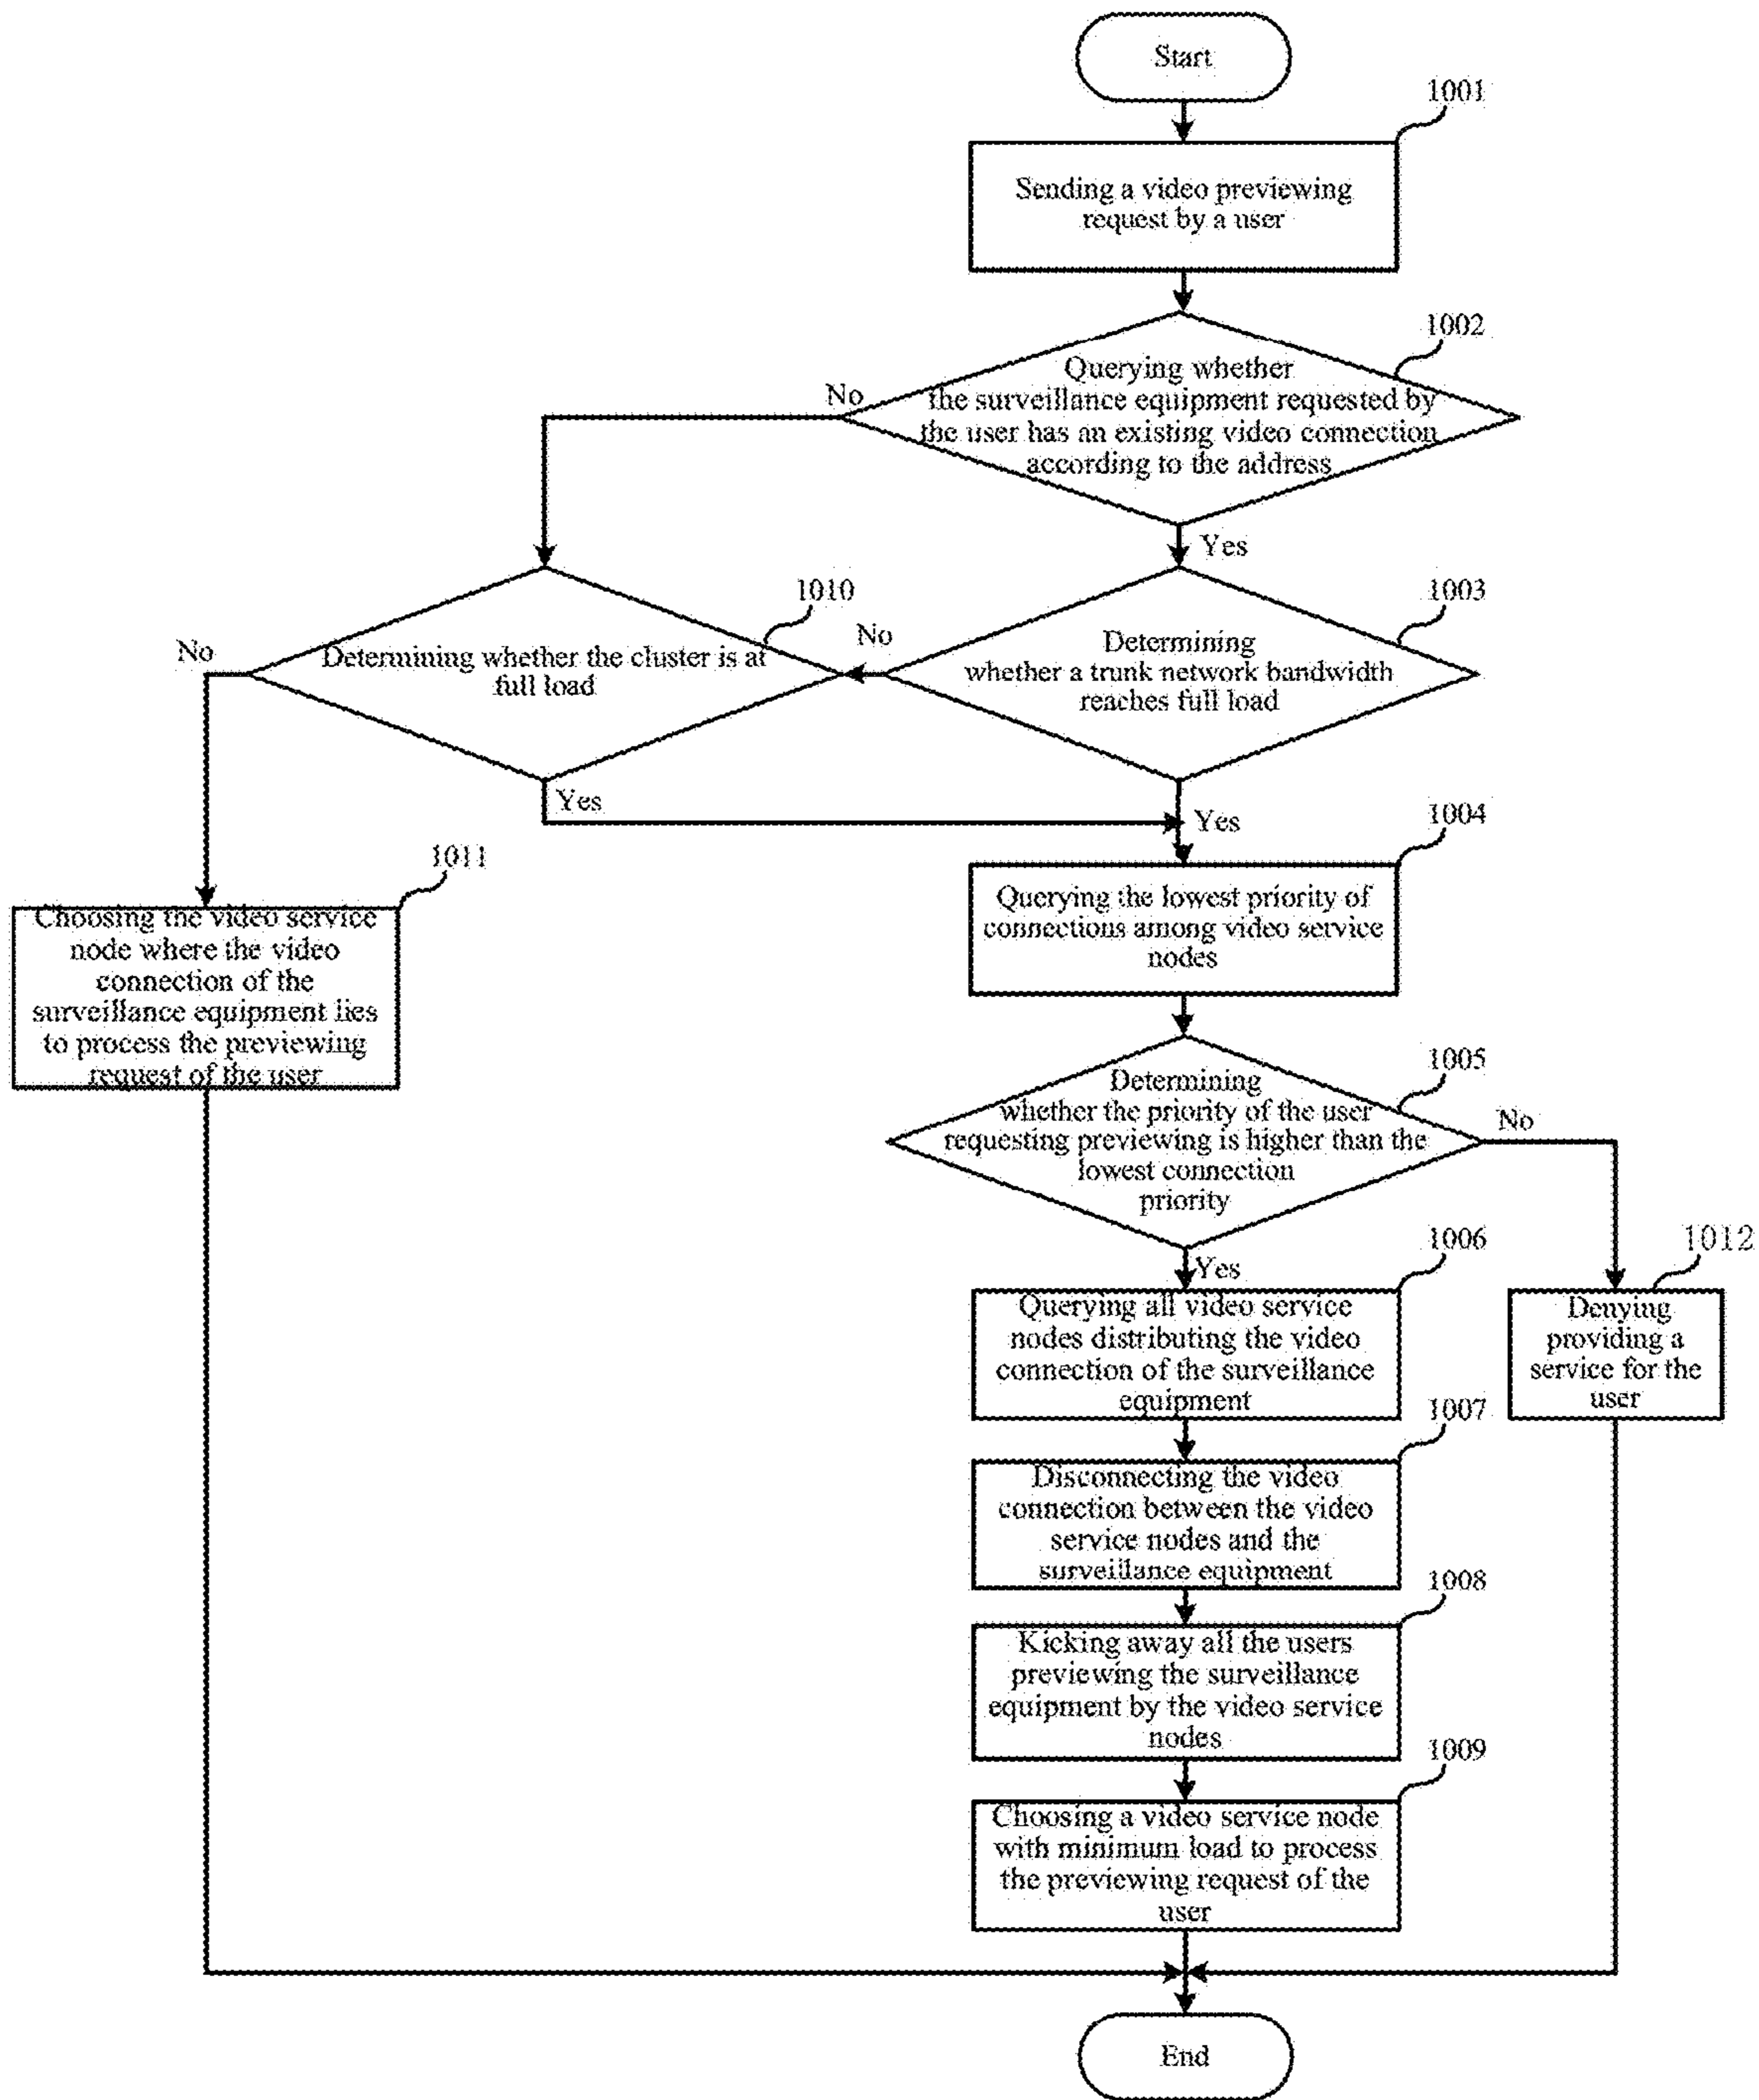 Start
1001
Sending a video previewing
request by a user
1002
Querying whether
the surveillance equipment requested by
the user has an existing video connection
according to the address
No
Yes
1010
Determining whether the cluster is at
full load
No
Yes
1003
Determining
whether a trunk network bandwidth
reaches full load
No
Yes
1004
Querying the lowest priority of
connections among video service
nodes
1011
Choosing the video service
node where the video
connection of the
surveillance equipment lies
to process the previewing
request of the user
1005
Determining
whether the priority of the user
requesting previewing is higher than the
lowest connection
priority
No
Yes
1006
Querying all video service
nodes distributing the video
connection of the surveillance
equipment
1012
Denying
providing a
service for the
user
1007
Disconnecting the video
connection between the video
service nodes and the
surveillance equipment
1008
Kicking away all the users
previewing the surveillance
equipment by the video service
nodes
1009
Choosing a video service node
with minimum load to process
the previewing request of the
user
End